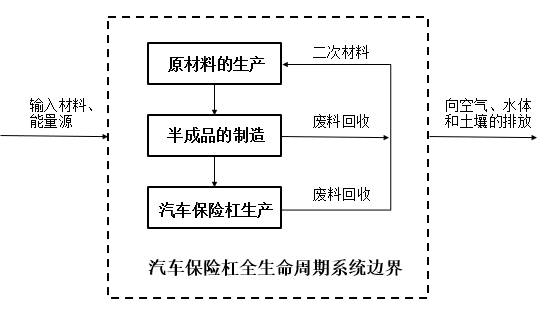 原材料的生产
二次材料
输入材料、
能量源
半成品的制造
废料回收
向空气、水体
和土壤的排放
汽车保险杠生产
废料回收
汽车保险杠全生命周期系统边界